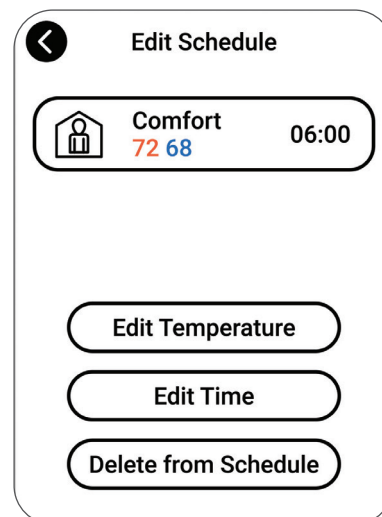 Edit Schedule
Comfort
72 68
06:00
Edit Temperature
Edit Time
Delete from Schedule